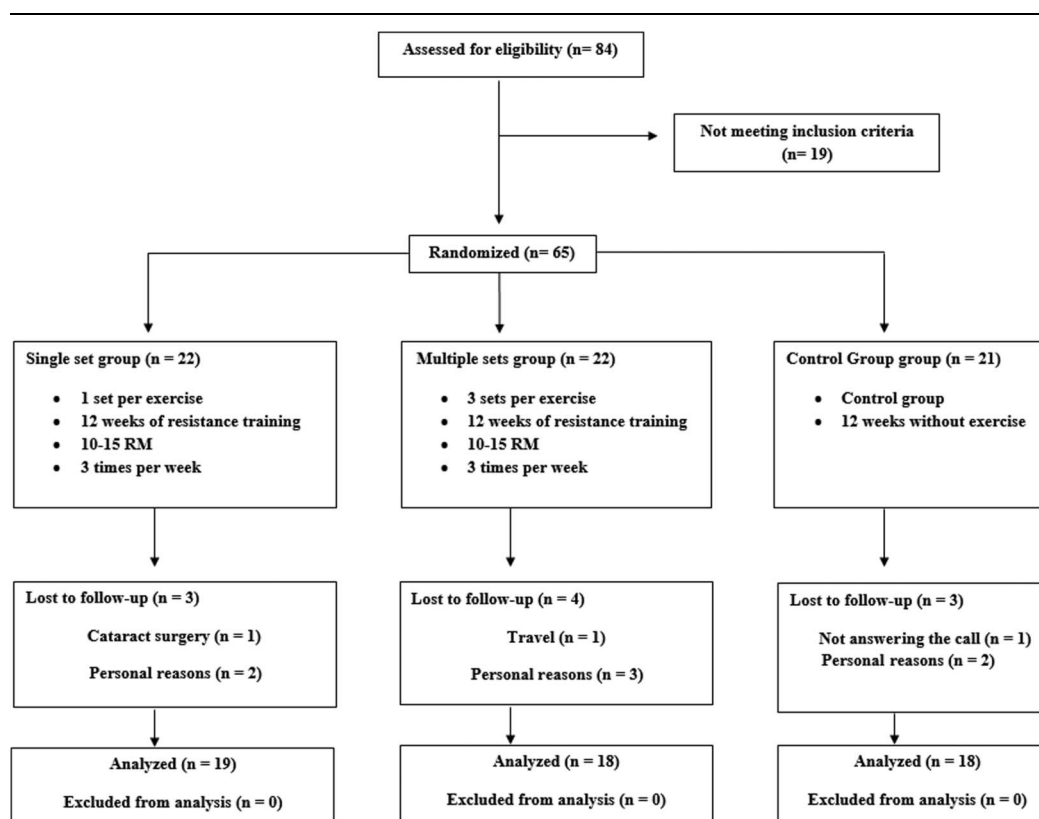 Assessed for eligibility (n= 84)
Not meeting inclusion criteria
(n= 19)
Randomized (n= 65)
Single set group (n = 22)
• 1 set per exercise
• 12 weeks of resistance training
• 10-15 RM
• 3 times per week
Multiple sets group (n = 22)
• 3 sets per exercise
• 12 weeks of resistance training
• 10-15 RM
• 3 times per week
Control Group group (n = 21)
• Control group
• 12 weeks without exercise
Lost to follow-up (n = 3)
Cataract surgery (n = 1)
Personal reasons (n = 2)
Lost to follow-up (n = 4)
Travel (n = 1)
Personal reasons (n = 3)
Lost to follow-up (n = 3)
Not answering the call (n = 1)
Personal reasons (n = 2)
Analyzed (n = 19)
Excluded from analysis (n = 0)
Analyzed (n = 18)
Excluded from analysis (n = 0)
Analyzed (n = 18)
Excluded from analysis (n = 0)